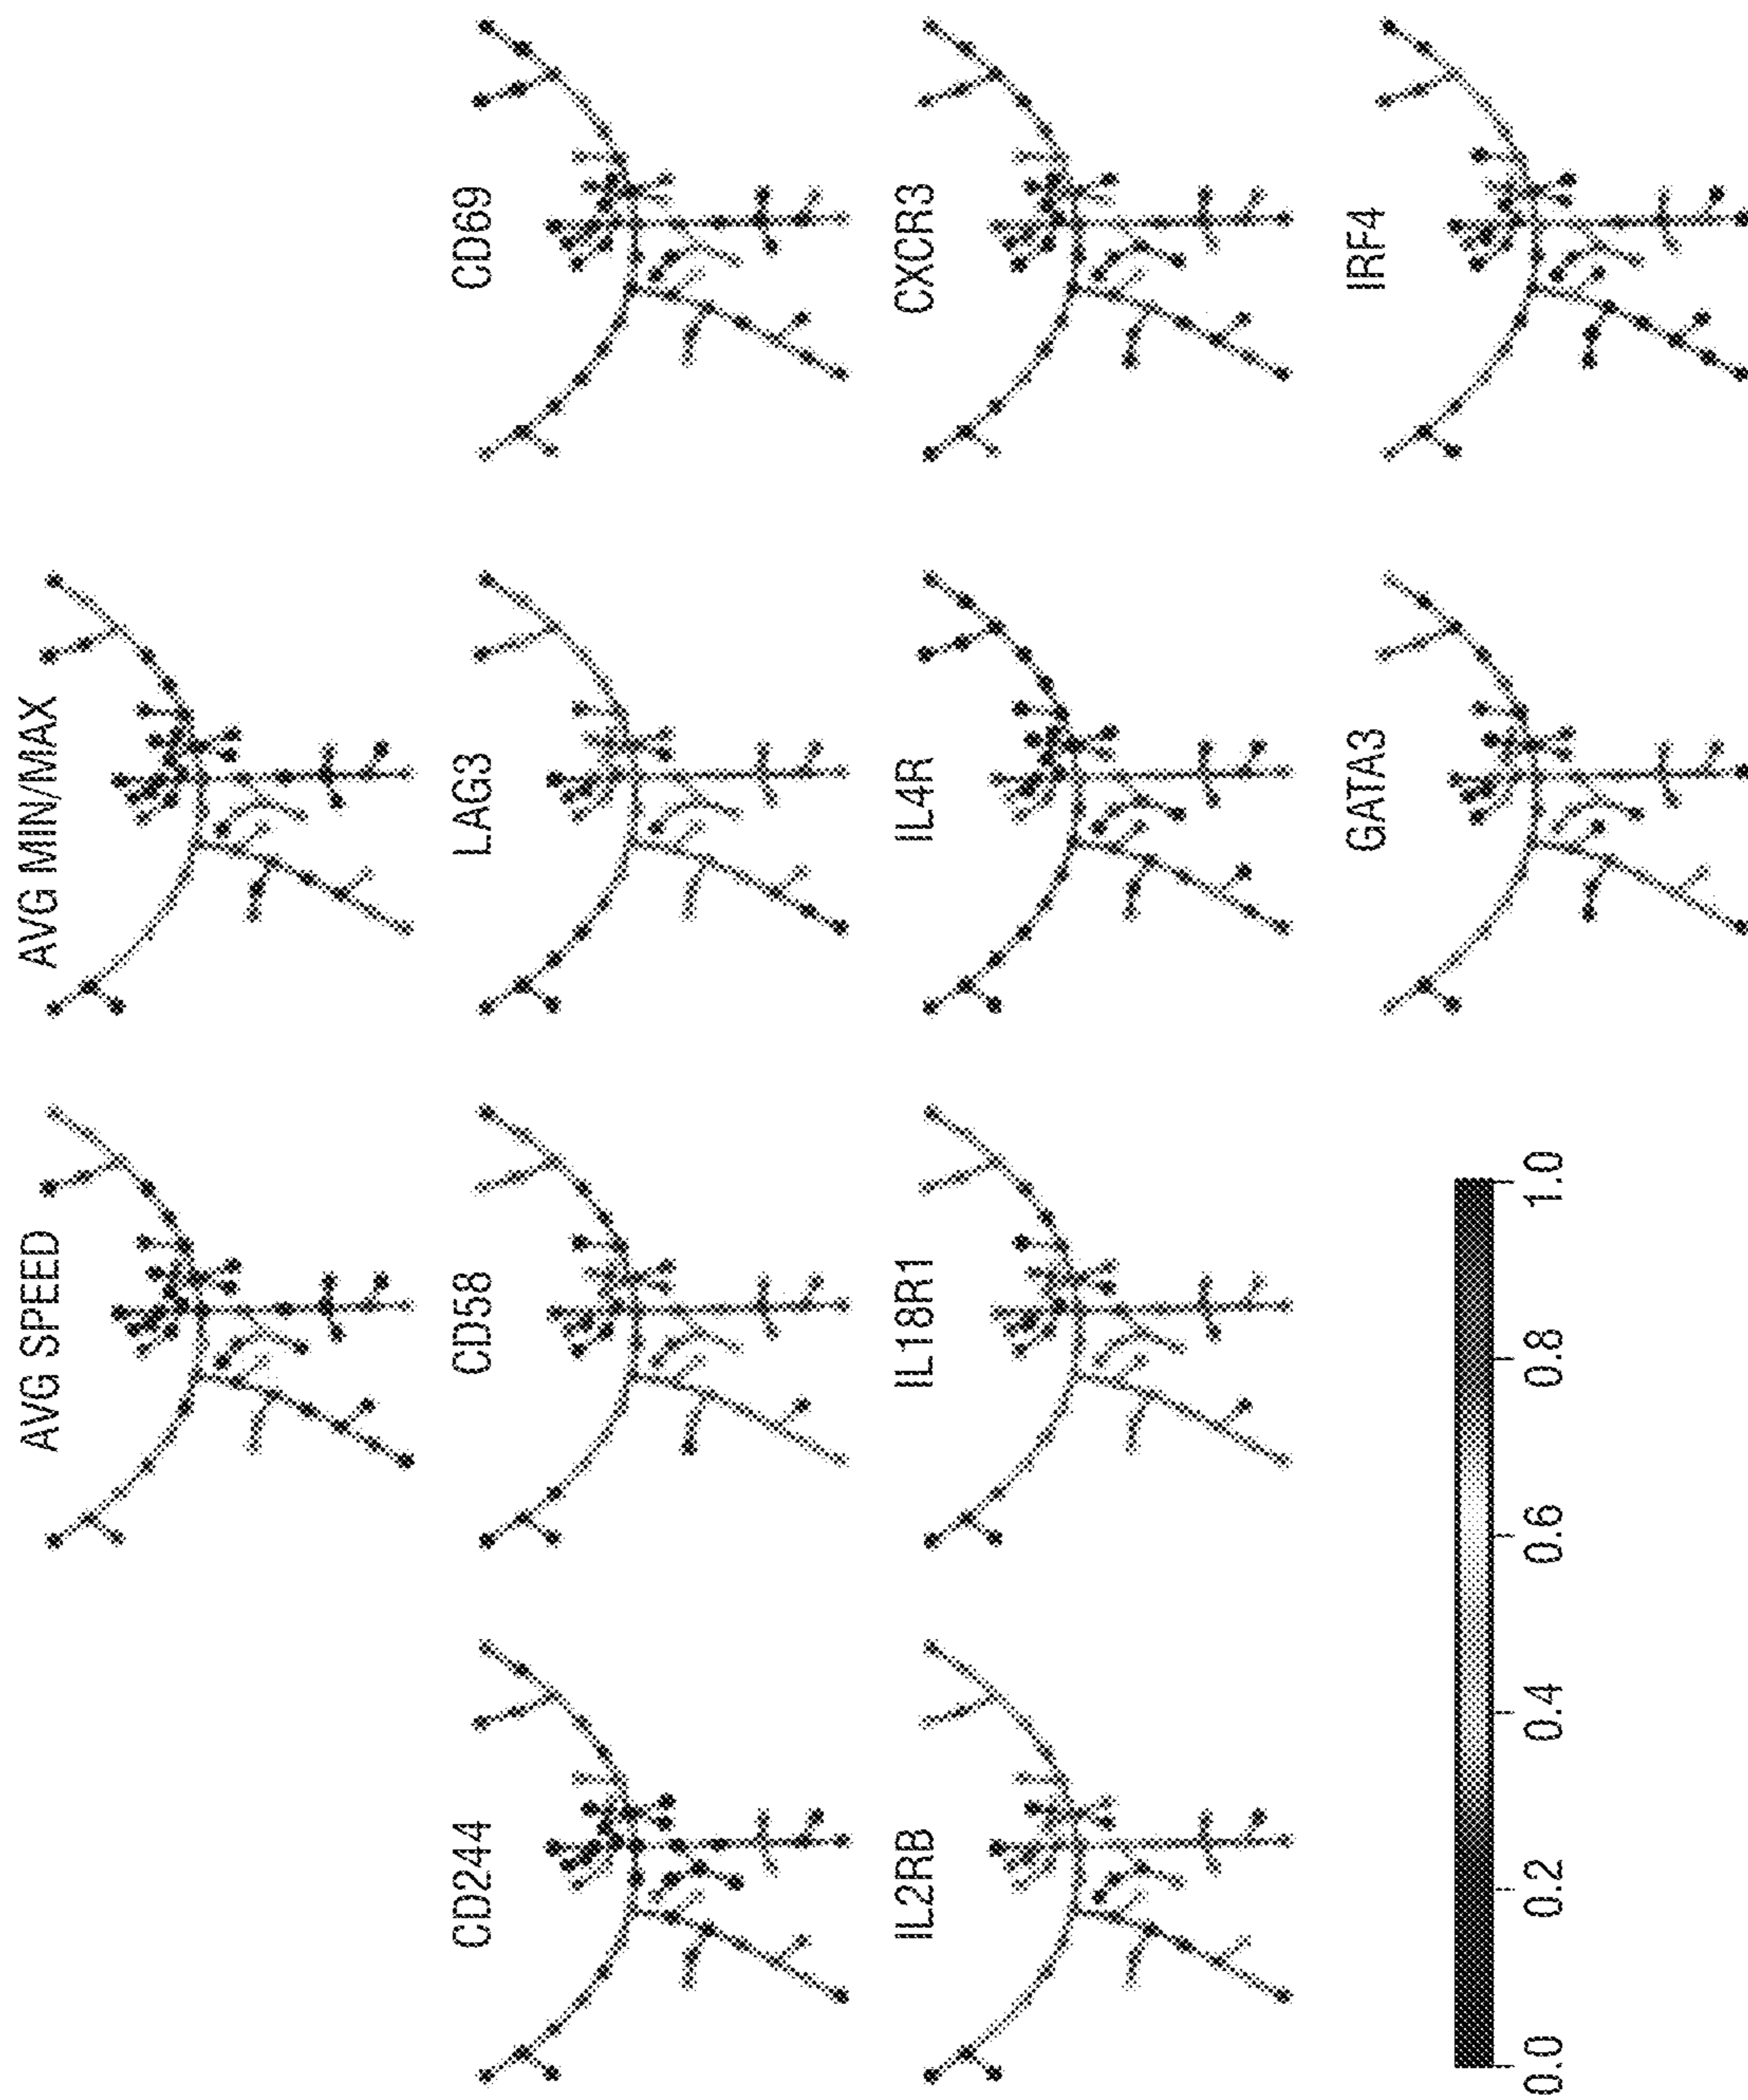 AVG SPEED
AVG MIN/MAX
CD244
CD58
LAG3
CD69
IL2RB
IL18R1
IL4R
CXCR3
GATA3
IRF4
0.0
0.2
0.4
0.6
0.8
1.0